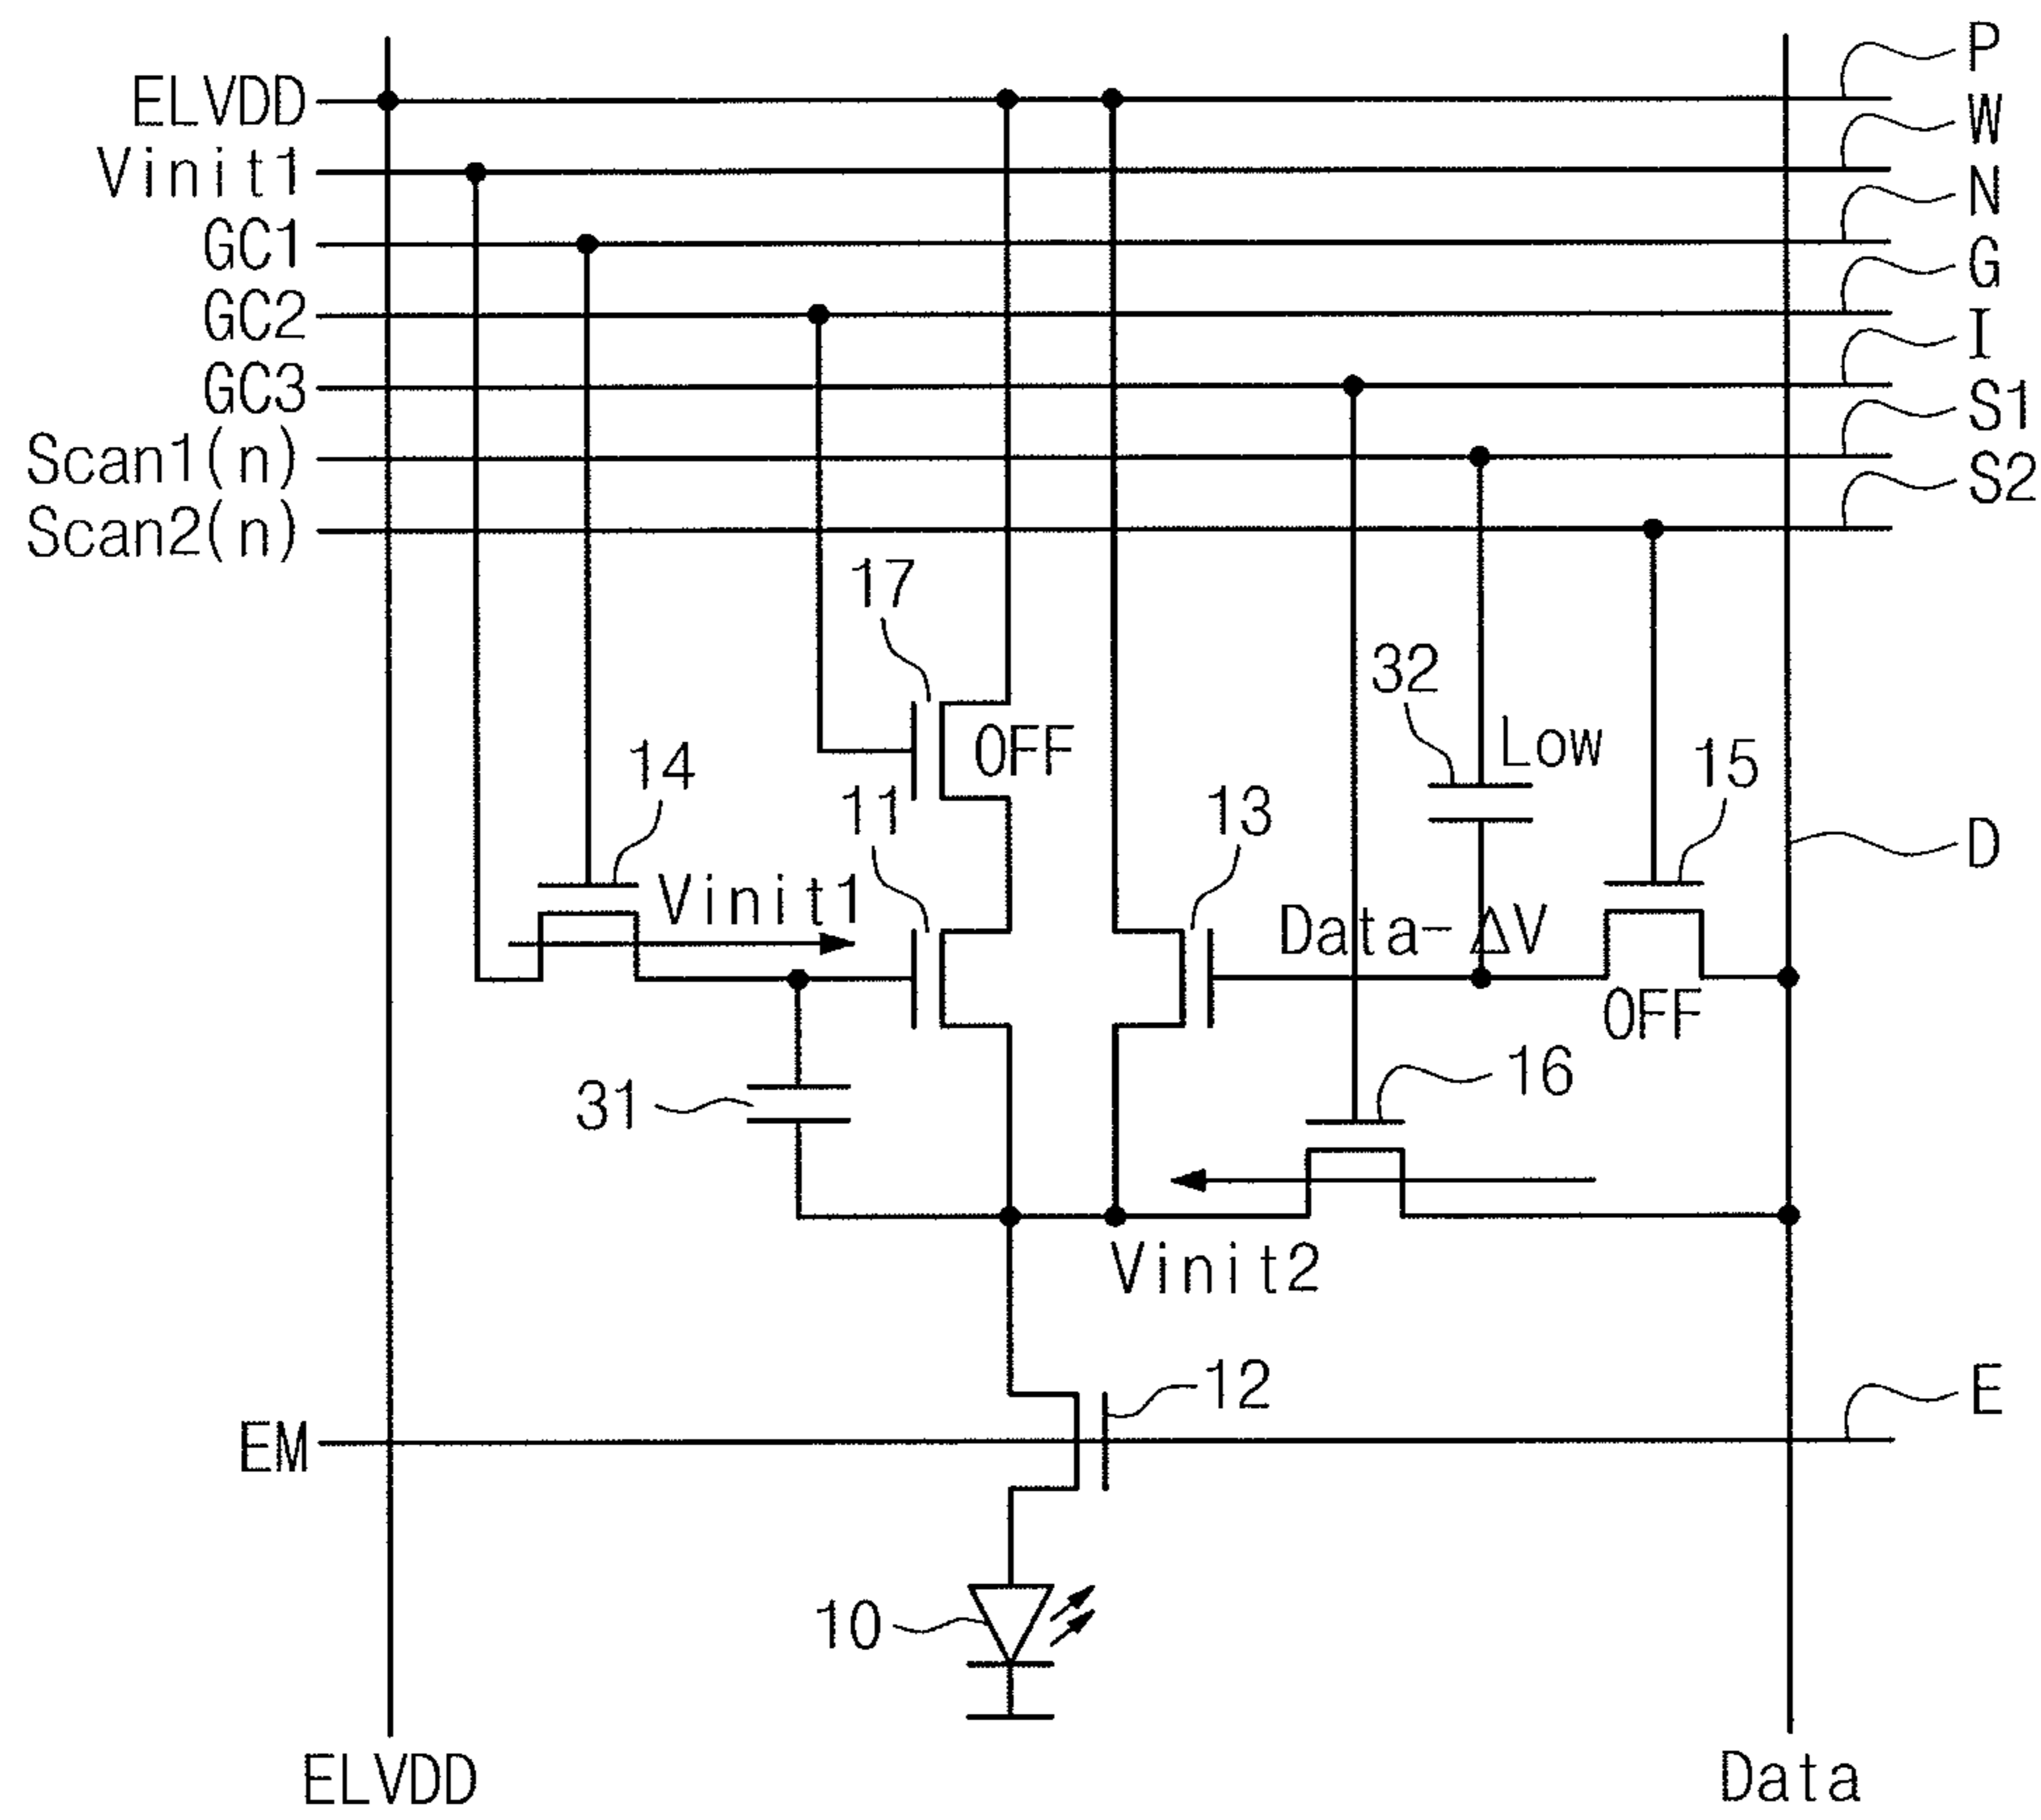 P
ELVDD
W
Vinit1
N
GC1
G
GC2
I
GC3
S1
Scan1(n)
S2
Scan2(n)
17
32
OFF
Low
14
15
11
13
D
Vinit1
Data-ΔV
OFF
16
31
Vinit2
12
E
EM
10
ELVDD
Data